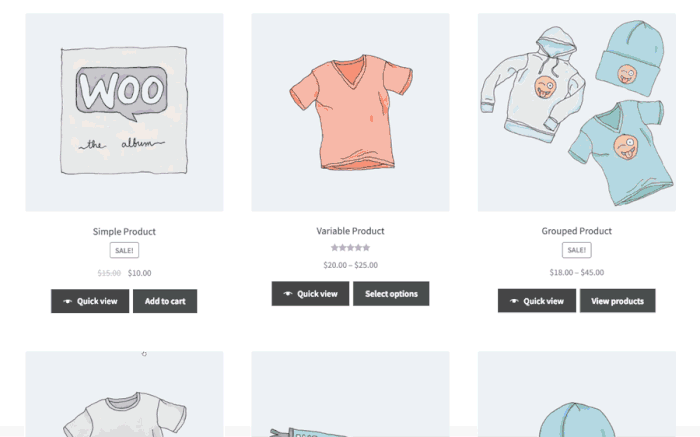 WOO
the album
Simple Product
SALE!
$15.00 $10.00
Quick view
Add to cart
Variable Product
$20.00 – $25.00
Quick view
Select options
Grouped Product
SALE!
$18.00 – $45.00
Quick view
View products